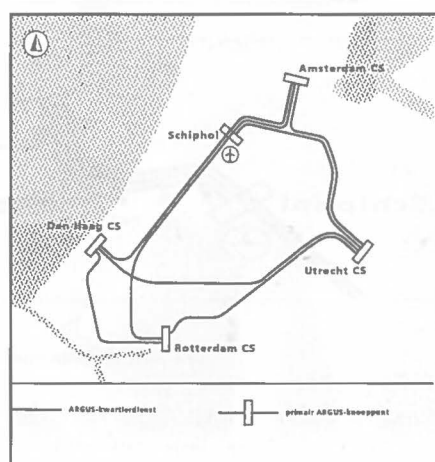 Amsterdam CS
Schiphol
Den Haag CS
Utrecht CS
Rotterdam CS
ARGUS-kwartierdienst
primair ARGUS-knooppunt